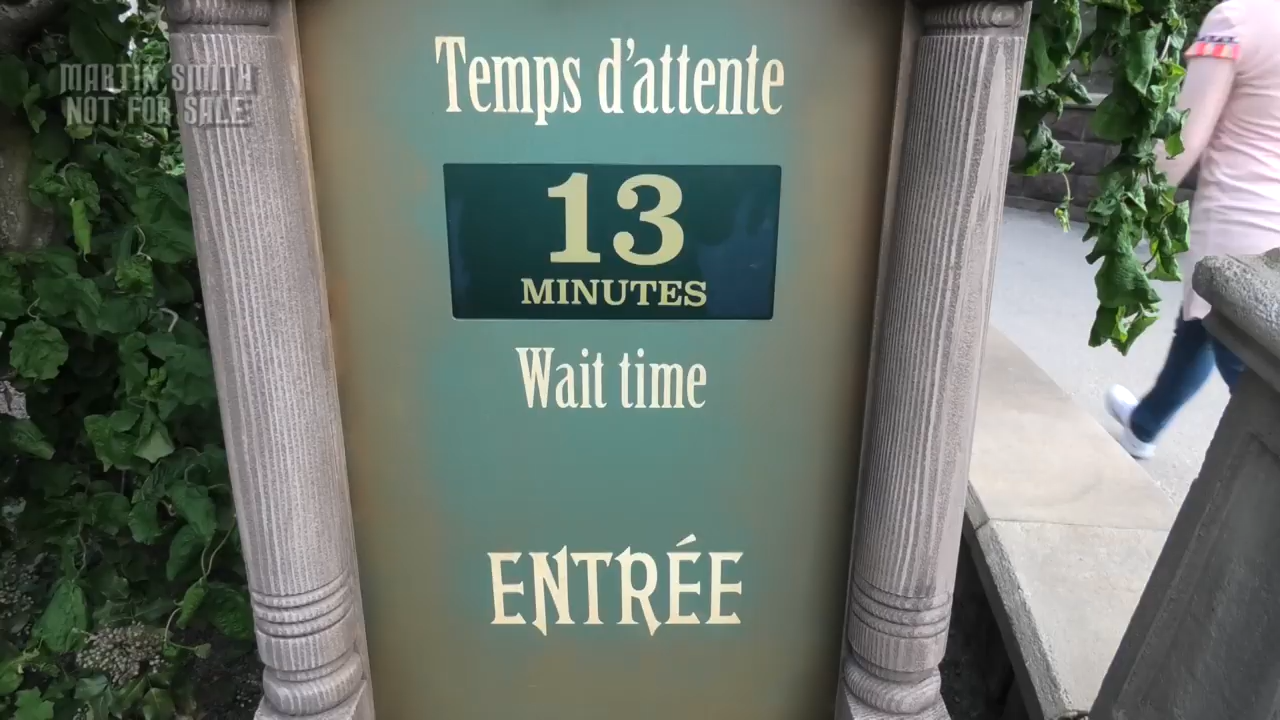 MARTIN SMITH
NOT FOR SALE
Temps d'attente
13
MINUTES
Wait time
ENTRÉE